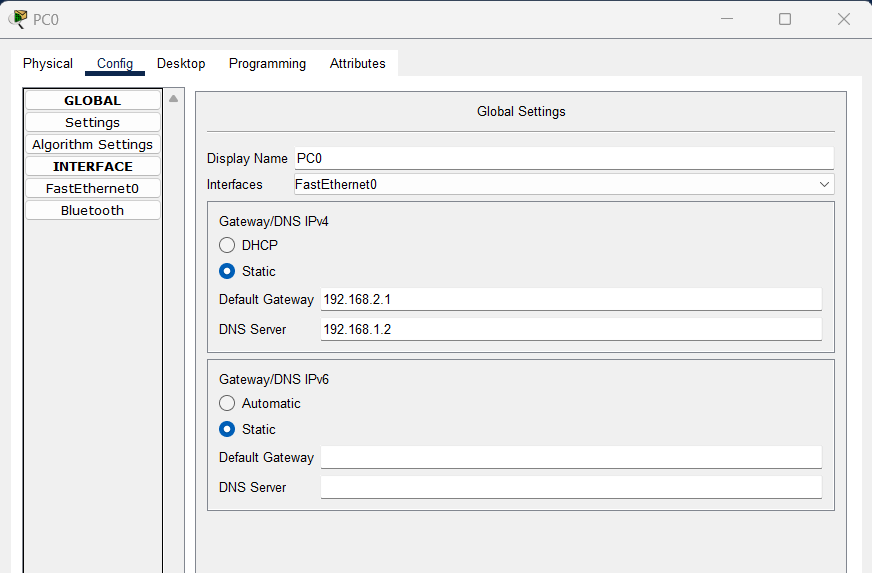 PC0
Physical Config Desktop Programming Attributes
GLOBAL
Settings
Algorithm Settings
INTERFACE
FastEthernet0
Bluetooth
Global Settings
Display Name PC0
Interfaces FastEthernet0
Gateway/DNS IPv4
DHCP
Static
Default Gateway 192.168.2.1
DNS Server 192.168.1.2
Gateway/DNS IPv6
Automatic
Static
Default Gateway
DNS Server